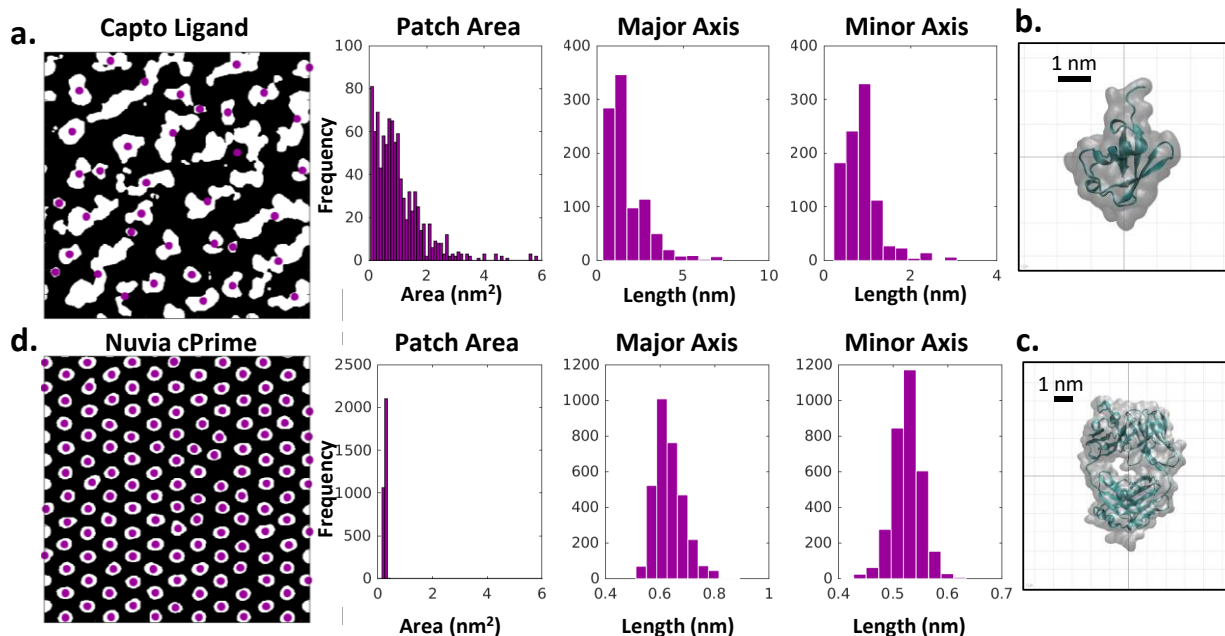 a.
Capto Ligand
Patch Area
Major Axis
Minor Axis
b.
100
80
60
40
20
0
Frequency
0 2 4 6
Area (nm²)
400
300
200
100
0
0 5 10
Length (nm)
400
300
200
100
0
0 2 4
Length (nm)
1 nm
d.
Nuvia cPrime
Patch Area
Major Axis
Minor Axis
c.
2500
2000
1500
1000
500
0
Frequency
0 2 4 6
Area (nm²)
1200
1000
800
600
400
200
0
0.4 0.6 0.8 1
Length (nm)
1200
1000
800
600
400
200
0
0.4 0.5 0.6 0.7
Length (nm)
1 nm